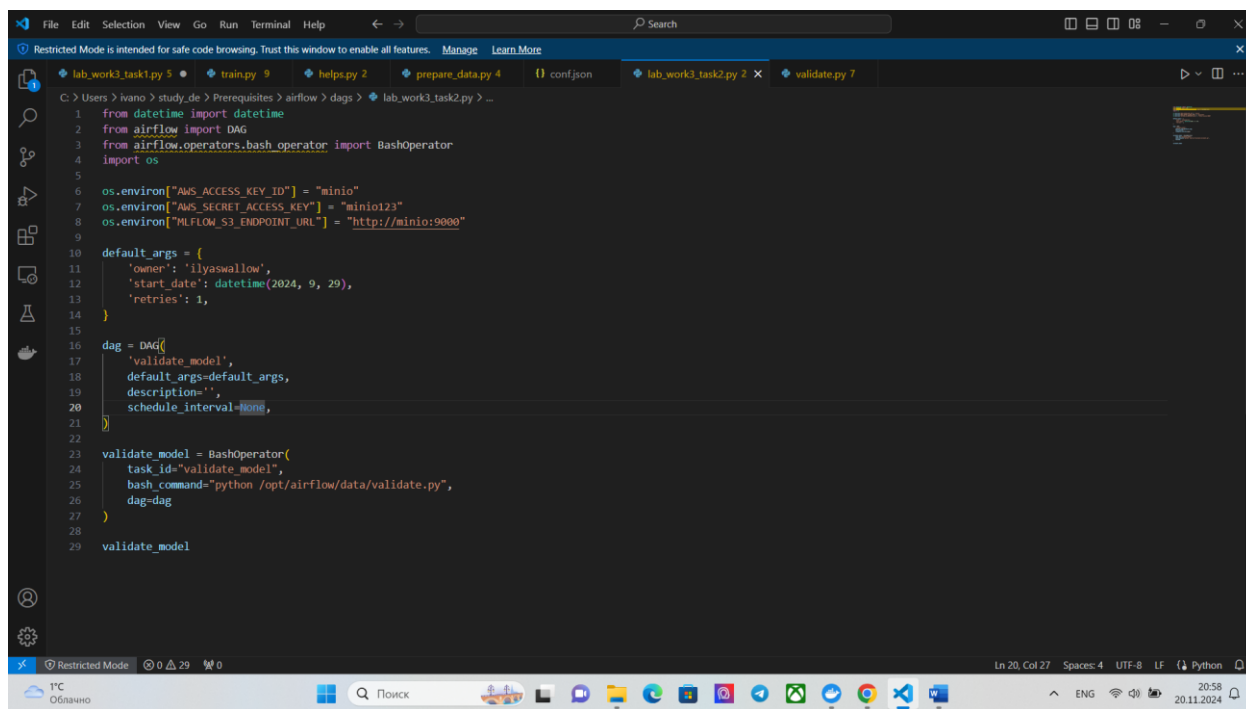 File Edit Selection View Go Run Terminal Help
Search
Restricted Mode is intended for safe code browsing. Trust this window to enable all features. Manage Learn More
lab_work3_task1.py 5 train.py 9 helps.py 2 prepare_data.py 4 {} conf.json lab_work3_task2.py 2 validate.py 7
C: > Users > ivano > study_de > Prerequisites > airflow > dags > lab_work3_task2.py > ...
1 from datetime import datetime
2 from airflow import DAG
3 from airflow.operators.bash_operator import BashOperator
4 import os
5
6 os.environ["AWS_ACCESS_KEY_ID"] = "minio"
7 os.environ["AWS_SECRET_ACCESS_KEY"] = "minio123"
8 os.environ["MLFLOW_S3_ENDPOINT_URL"] = "http://minio:9000"
9
10 default_args = {
11     'owner': 'ilyaswallow',
12     'start_date': datetime(2024, 9, 29),
13     'retries': 1,
14 }
15
16 dag = DAG(
17     'validate_model',
18     default_args=default_args,
19     description='',
20     schedule_interval=None,
21 )
22
23 validate_model = BashOperator(
24     task_id="validate_model",
25     bash_command="python /opt/airflow/data/validate.py",
26     dag=dag
27 )
28
29 validate_model
1
Restricted Mode 0 29 0 Ln 20, Col 27 Spaces: 4 UTF-8 LF Python
1°C
Облачно
Поиск
ENG
20:58
20.11.2024